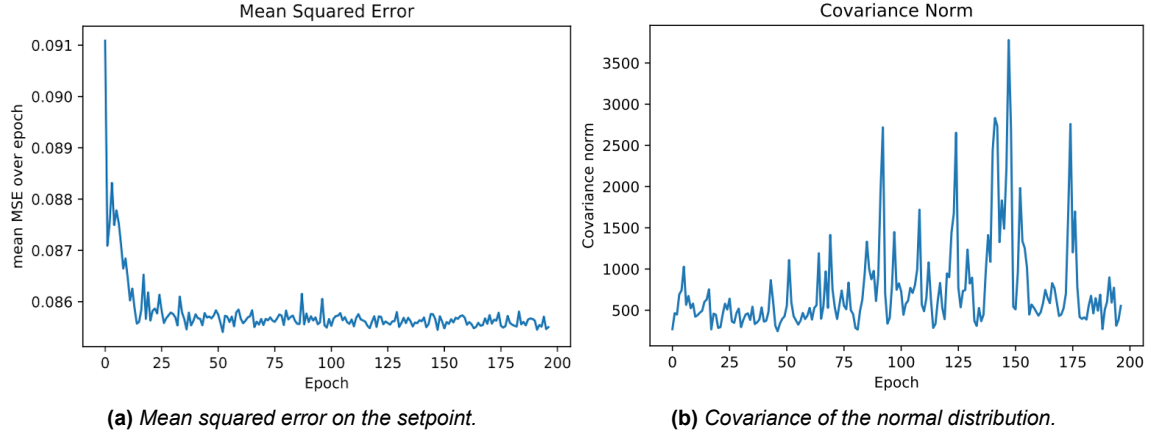 Mean Squared Error
0.091
0.090
0.089
0.088
0.087
0.086
mean MSE over epoch
0 25 50 75 100 125 150 175 200
Epoch
(a) Mean squared error on the setpoint.
Covariance Norm
3500
3000
2500
2000
1500
1000
500
Covariance norm
0 25 50 75 100 125 150 175 200
Epoch
(b) Covariance of the normal distribution.